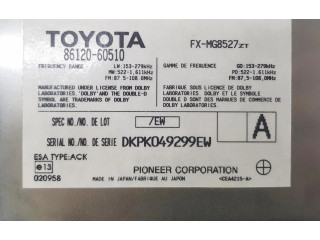 TOYOTA
FX-MG8527ZT
86120-60510
FREQUENCY RANGE LW:153-279kHz
MW:522-1,611kHz
FM:87.5-108.0MHz
GAMME DE FREQUENCE GO:153-279kHz
PO:522-1,611kHz
FM:87.5-108.0MHz
MANUFACTURED UNDER LICENSE FROM DOLBY
LABORATORIES. "DOLBY" AND THE DOUBLE-D
SYMBOL ARE TRADEMARKS OF DOLBY
LABORATORIES.
FABRIQUE SOUS LICENCE DE DOLBY
LABORATORIES. DOLBY ET LE SYMBOLE
DOUBLE D SONT DES MARQUES DE COMMERCE
DE DOLBY LABORATORIES.
SPEC NO./NO DE LOT /EW
A
SERIAL NO./NO DE SERIE DKPK049299EW
ESA TYPE:ACK
e13
020958
PIONEER CORPORATION
MADE IN JAPAN/FABRIQUE AU JAPON
<CEA4215-A>